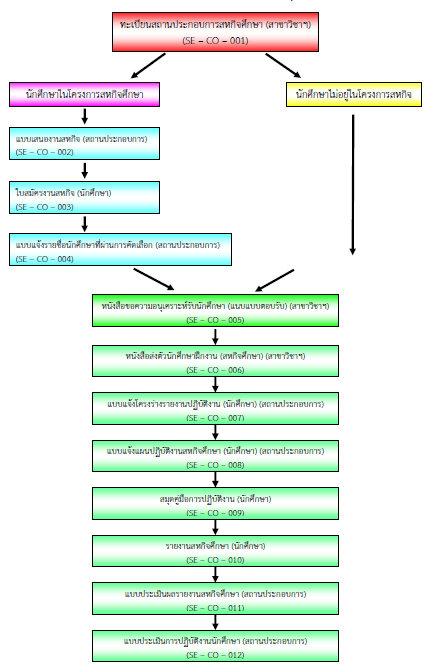 ทะเบียนสถานประกอบการสหกิจศึกษา (สาขาวิชาฯ)
(SE – CO – 001)
นักศึกษาในโครงการสหกิจศึกษา
นักศึกษาไม่อยู่ในโครงการสหกิจ
แบบเสนองานสหกิจ (สถานประกอบการ)
(SE – CO – 002)
ใบสมัครงานสหกิจ (นักศึกษา)
(SE – CO – 003)
แบบแจ้งรายชื่อนักศึกษาที่ผ่านการคัดเลือก (สถานประกอบการ)
(SE – CO – 004)
หนังสือขอความอนุเคราะห์รับนักศึกษา (แนบแบบตอบรับ) (สาขาวิชาฯ)
(SE – CO – 005)
หนังสือส่งตัวนักศึกษาฝึกงาน (สหกิจศึกษา) (สาขาวิชาฯ)
(SE – CO – 006)
แบบแจ้งโครงร่างรายงานปฏิบัติงาน (นักศึกษา) (สถานประกอบการ)
(SE – CO – 007)
แบบแจ้งแผนปฏิบัติงานสหกิจศึกษา (นักศึกษา) (สถานประกอบการ)
(SE – CO – 008)
สมุดคู่มือการปฏิบัติงาน (นักศึกษา)
(SE – CO – 009)
รายงานสหกิจศึกษา (นักศึกษา)
(SE – CO – 010)
แบบประเมินผลรายงานสหกิจศึกษา (สถานประกอบการ)
(SE – CO – 011)
แบบประเมินการปฏิบัติงานนักศึกษา (สถานประกอบการ)
(SE – CO – 012)